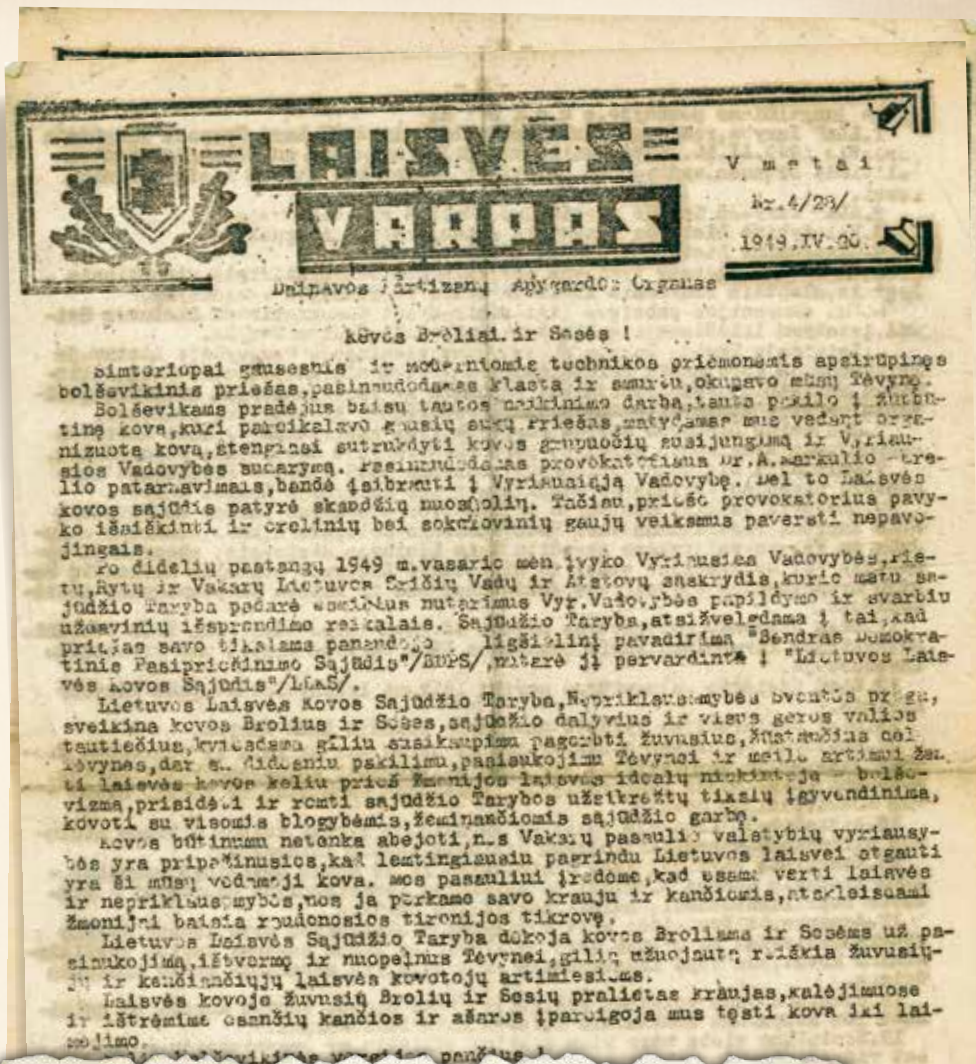 LAISVĖS
VARPAS
V metai
Nr.4/28/
1949.IV.
Dainavos Partizanų Apygardos Organas
Kovos Broliai ir Sesės !
Šimteriopai gausesnis ir moderniomis technikos priemonėmis apsirūpinęs
bolševikinis priešas,pasinaudodamas klasta ir smurtu,okupavo mūsų Tėvynę.
Bolševikams pradėjus baisų tautos naikinimo darbą,tauta pakilo į žūtbū-
tinę kovą,kuri pareikalavo gausių aukų Priešas,matydamas mus vedant orga-
nizuotą kovą,stengiasi sutrukdyti kovos grupuočių susijungimą ir Vyriau-
sios Vadovybės sudarymą. Pasinaudodamas provokatoriaus Dr.A.Markulio -Ere-
lio patarnavimais,bandė įsibrauti į Vyriausiąją Vadovybę. Dėl to Laisvės
kovos sąjūdis patyrė skaudžių nuostolių. Tačiau,priešo provokatorius pavy-
ko išsiškinti ir erelinių bei sokolovinių gaujų veiksmus paversti nepavo-
jingais.
Po didelių pastangų 1949 m.vasario mėn.įvyko Vyriausios Vadovybės,Pie-
tų,Rytų ir Vakarų Lietuvos Sričių Vadų ir Atstovų sąskrydis,kurio metu są-
jūdžio Taryba padarė esminius nutarimus Vyr.Vadovybės papildymo ir svarbių
uždavinių išsprendimo reikalais. Sąjūdžio Taryba,atsižvelgdama į tai,kad
priešas savo tikslams panaudojo ligšiolinį pavadinimą "Bendras Demokra-
tinis Pasipriešinimo Sąjūdis"/BDPS/,nutarė jį pervardinti į "Lietuvos Lais-
vės Kovos Sąjūdis"/LLKS/.
Lietuvos Laisvės Kovos Sąjūdžio Taryba,Nepriklausomybės Šventės proga,
sveikina kovos Brolius ir Seses,sąjūdžio dalyvius ir visus geros valios
tautiečius,kviesdama giliu susikaupimu pagerbti žuvusius, dėl
Tėvynės,dar su didesniu pakilimu,pasiaukojimu Tėvynei ir meile artimui žen-
ti laisvės kovos keliu prieš žmonijos laisvės idealų niekintoją - bolše-
vizmą,prisidėti ir remti sąjūdžio Tarybos užsibrėžtų tikslų įgyvendinimą,
kovoti su visomis blogybėmis,žeminančiomis sąjūdžio garbę.
Kovos būtinumu netenka abejoti,nes Vakarų pasaulio valstybių vyriausy-
bės yra pripažinusios,kad lemtingiausiu pagrindu Lietuvos laisvei atgauti
yra ši mūsų vedamoji kova. Mes pasauliui įrodome,kad esame verti laisvės
ir nepriklausomybės,nes ją perkame savo krauju ir kančiomis,atskleisdami
žmonijai baisią raudonosios tironijos tikrovę.
Lietuvos Laisvės Sąjūdžio Taryba dėkoja kovos Broliams ir Sesėms už pa-
siaukojimą,ištvermę ir nuopelnus Tėvynei,gilią užuojautą reiškia žuvusių-
jų ir kenčiančiųjų laisvės kovotojų artimiesiems.
Laisvės kovoje žuvusių Brolių ir Sesių pralietas kraujas,kalėjimuose
ir ištrėmime esančių kančios ir ašaros įpareigoja mus tęsti kovą iki lai-
mėjimo.
pančius !